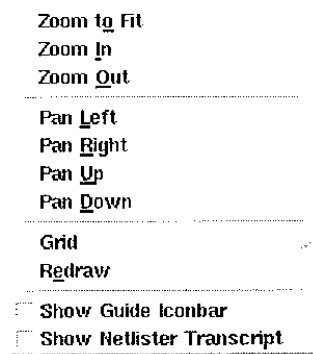 Zoom to Fit
Zoom In
Zoom Out
Pan Left
Pan Right
Pan Up
Pan Down
Grid
Redraw
Show Guide Iconbar
Show Netlister Transcript